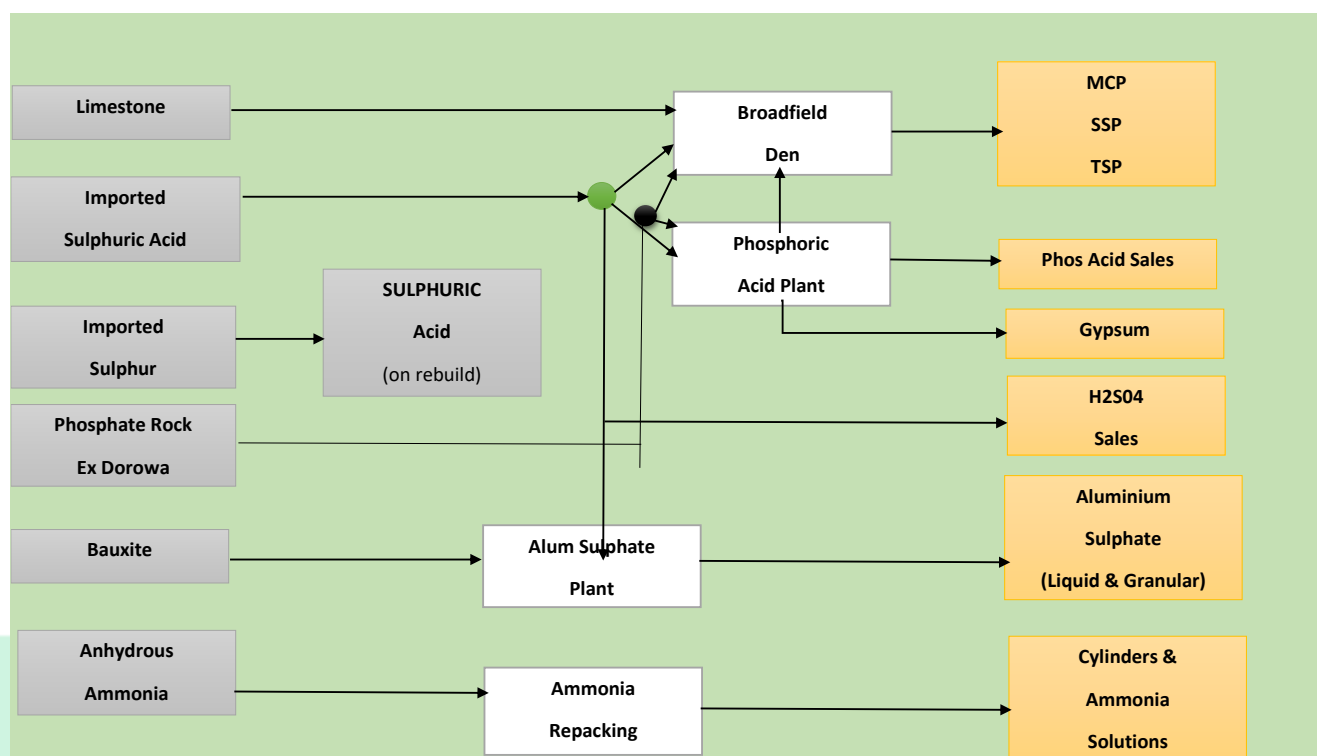 Limestone
Imported
Sulphuric Acid
Imported
Sulphur
Phosphate Rock
Ex Dorowa
Bauxite
Anhydrous
Ammonia
SULPHURIC
Acid
(on rebuild)
Broadfield
Den
Phosphoric
Acid Plant
Alum Sulphate
Plant
Ammonia
Repacking
MCP
SSP
TSP
Phos Acid Sales
Gypsum
H2S04
Sales
Aluminium
Sulphate
(Liquid & Granular)
Cylinders &
Ammonia
Solutions